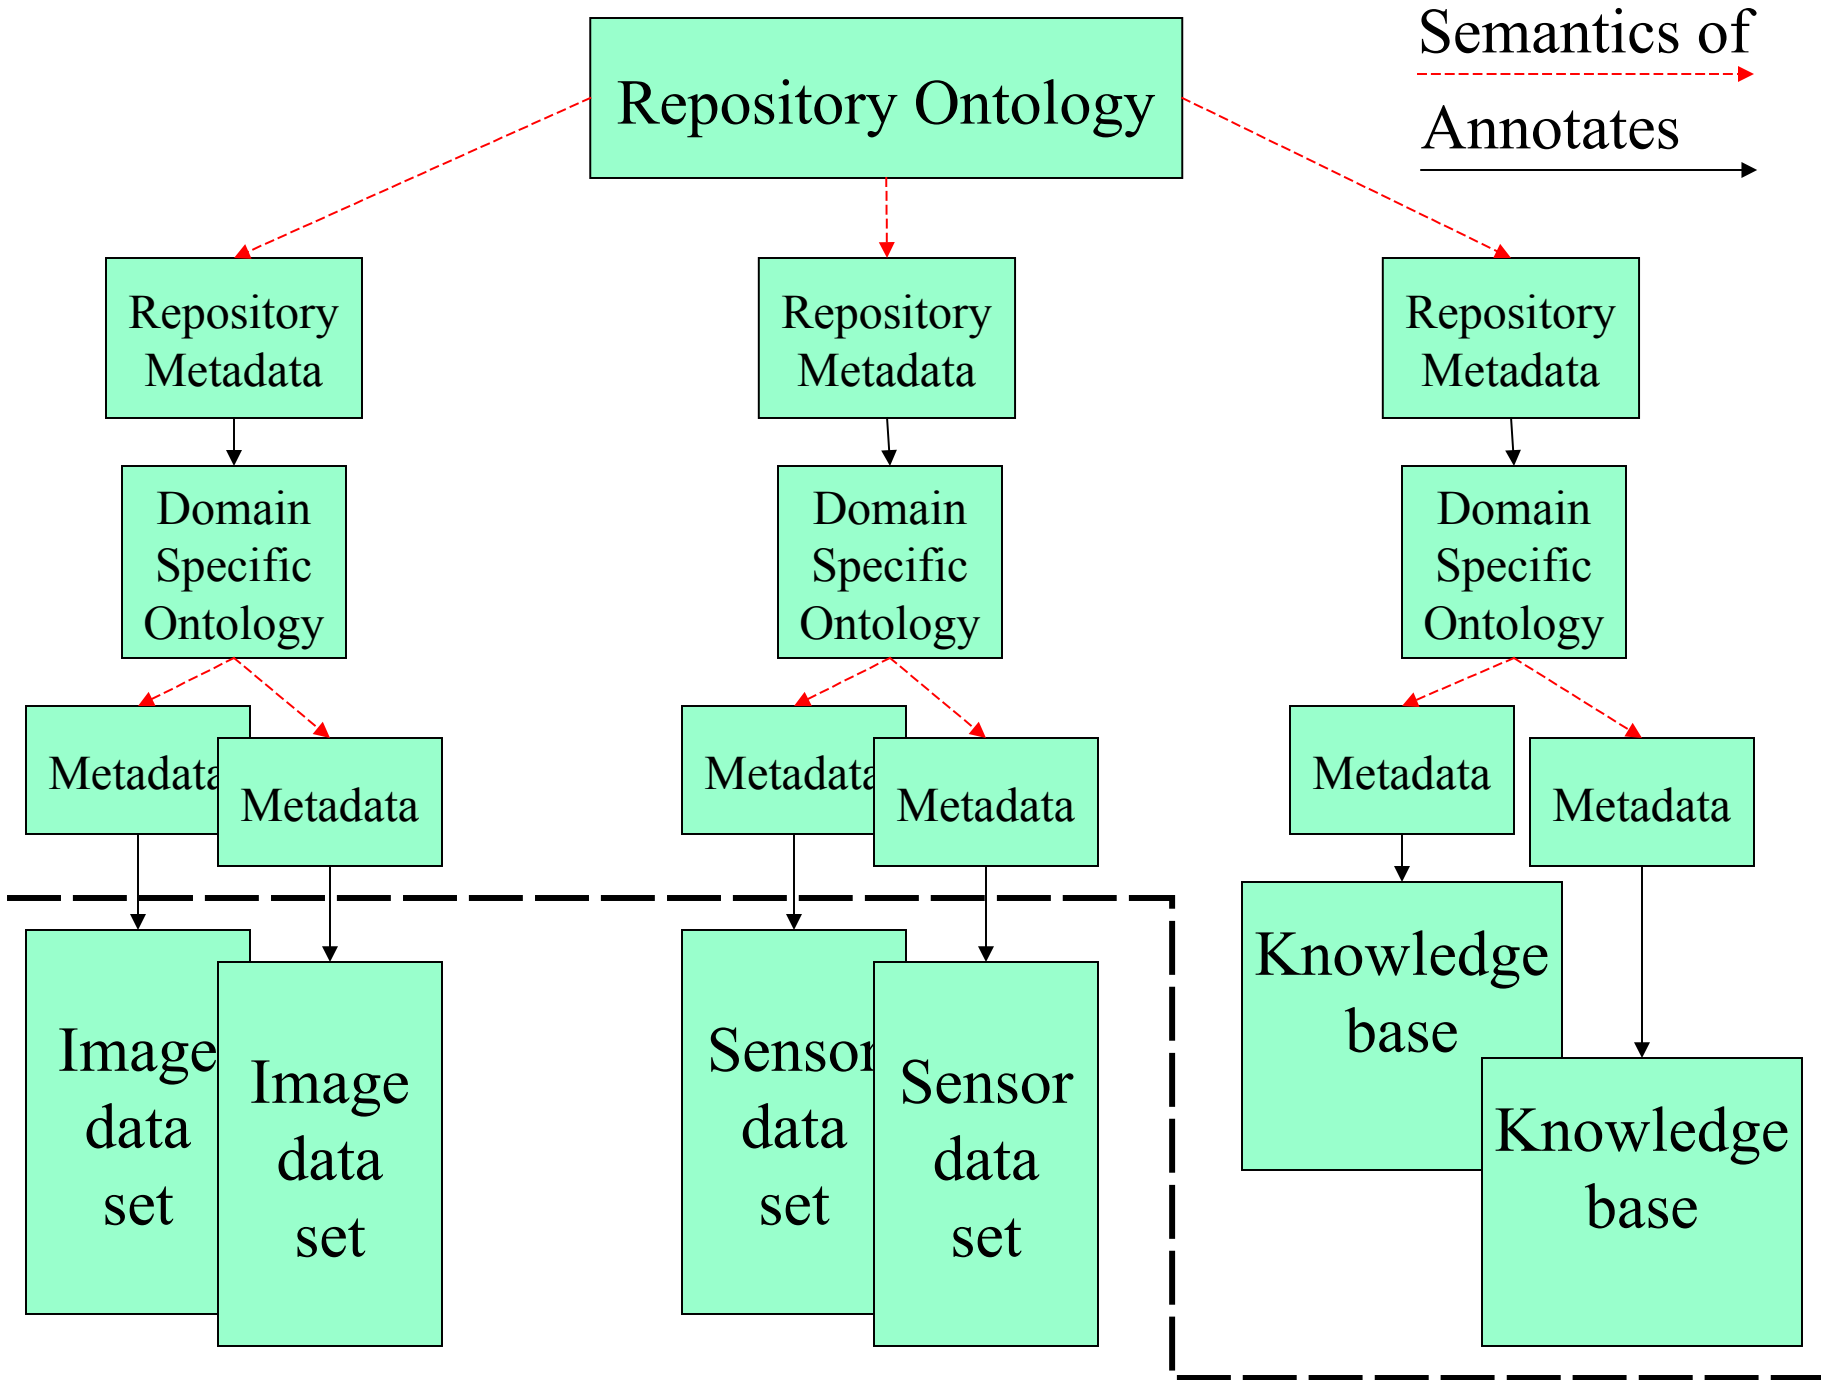 Semantics of
Repository Ontology
Annotates
Repository
Metadata
Repository
Metadata
Repository
Metadata
Domain
Specific
Ontology
Domain
Specific
Ontology
Domain
Specific
Ontology
Metadata
Metadata
Metadata
Metadata
Metadata
Metadata
Image
data
set
Image
data
set
Sensor
data
set
Sensor
data
set
Knowledge
base
Knowledge
base